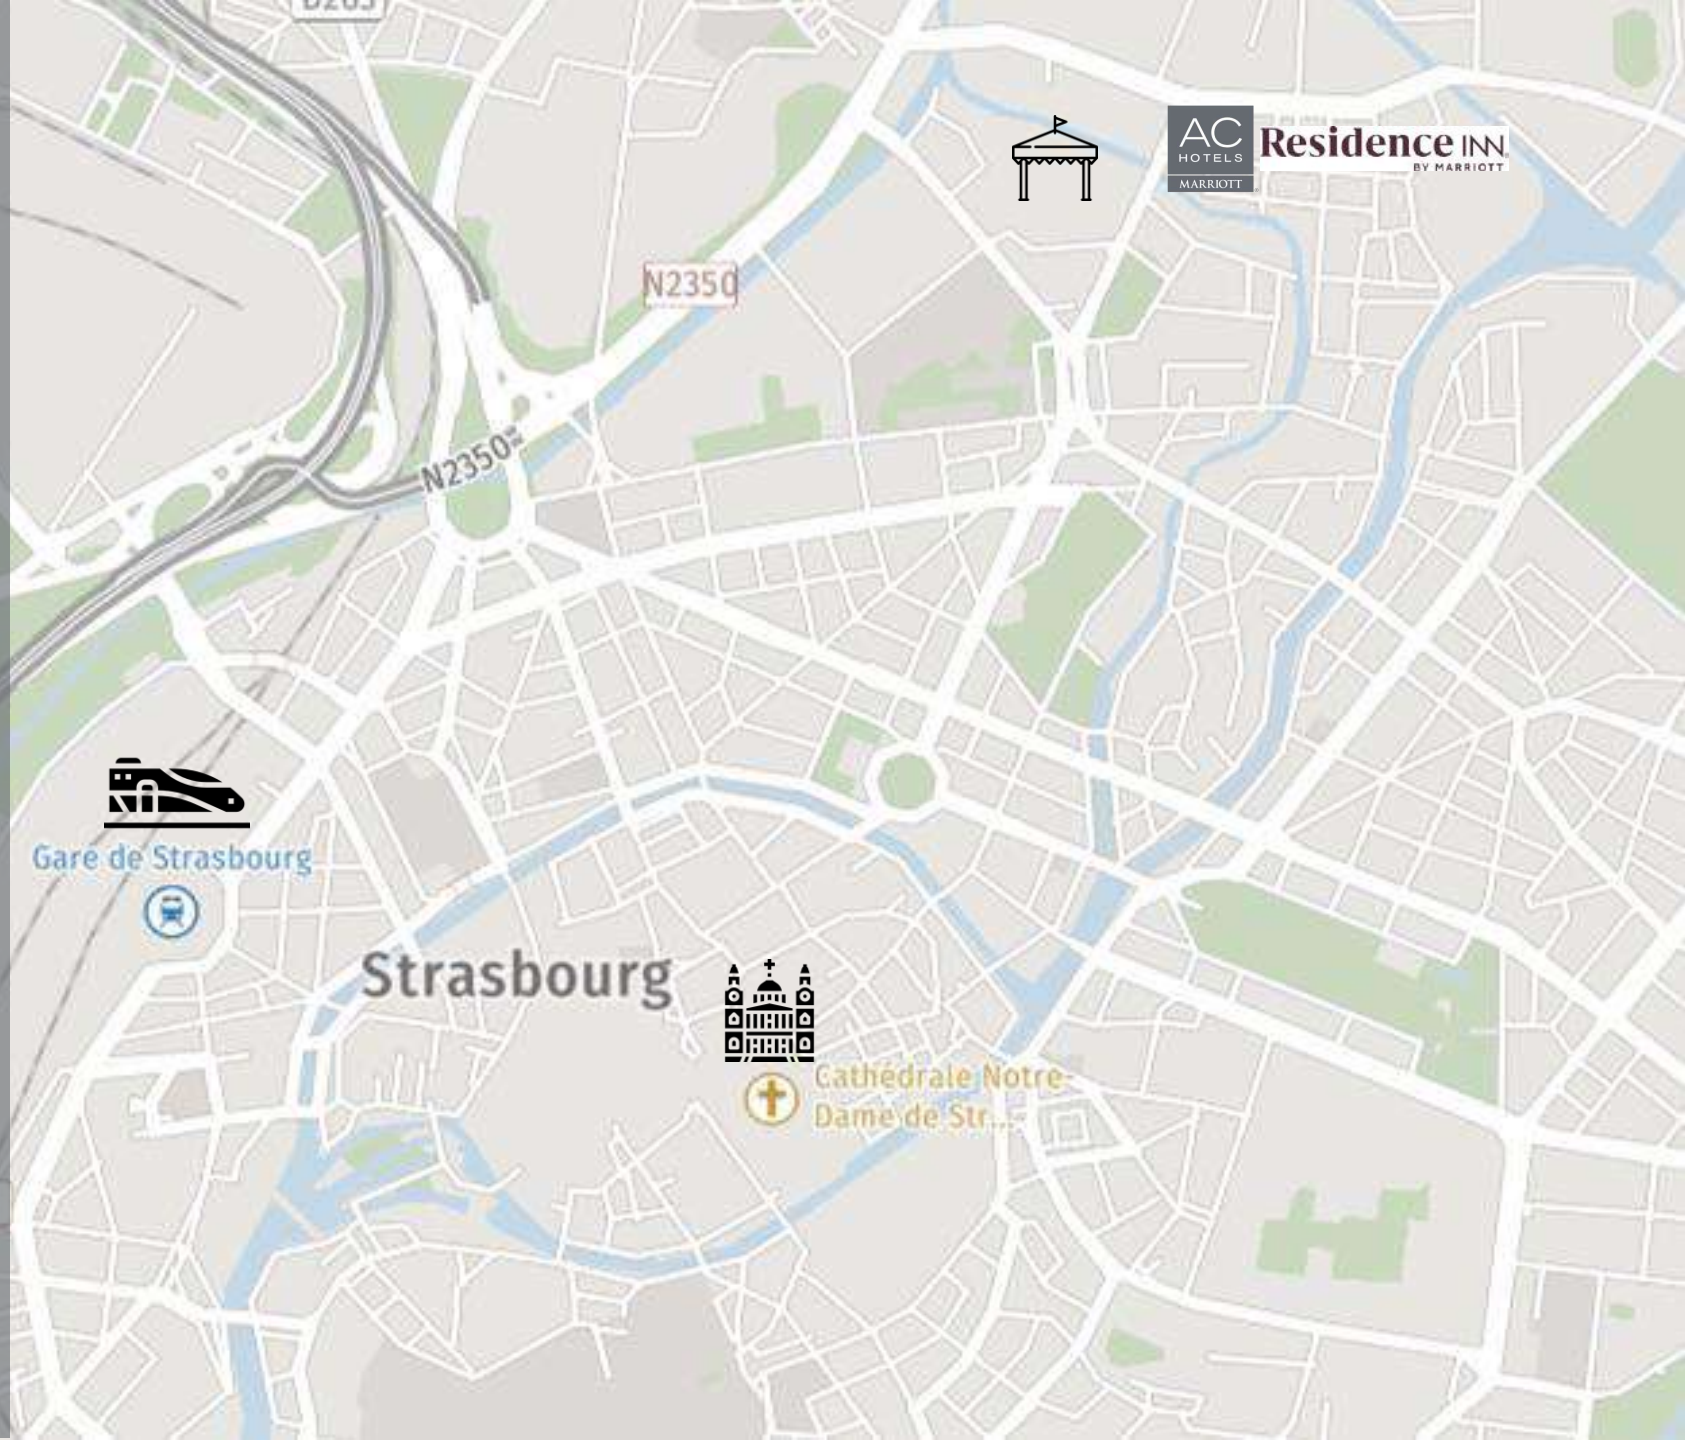 D263
AC
HOTELS
MARRIOTT
Residence INN.
BY MARRIOTT
N2350
N2350
Gare de Strasbourg
Strasbourg
Cathédrale Notre-
Dame de Str...